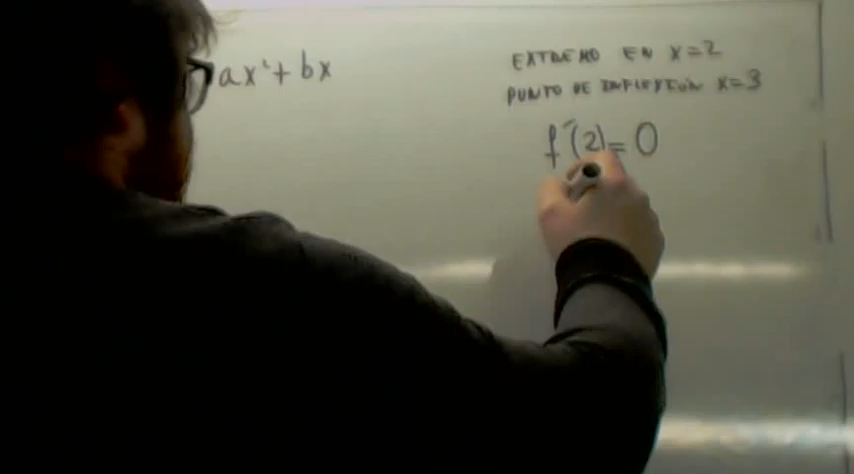 ax²+bx
EXTREMO EN x=2
PUNTO DE INFLEXIÓN x=3
f´(2)=0